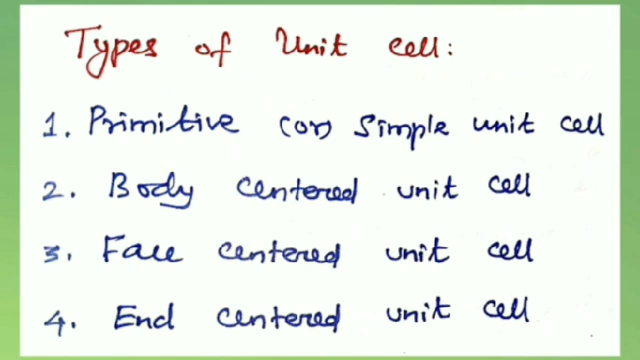 Types of Unit cell:
1. Primitive (or) Simple unit cell
2. Body centered unit cell
3. Face centered unit cell
4. End centered unit cell